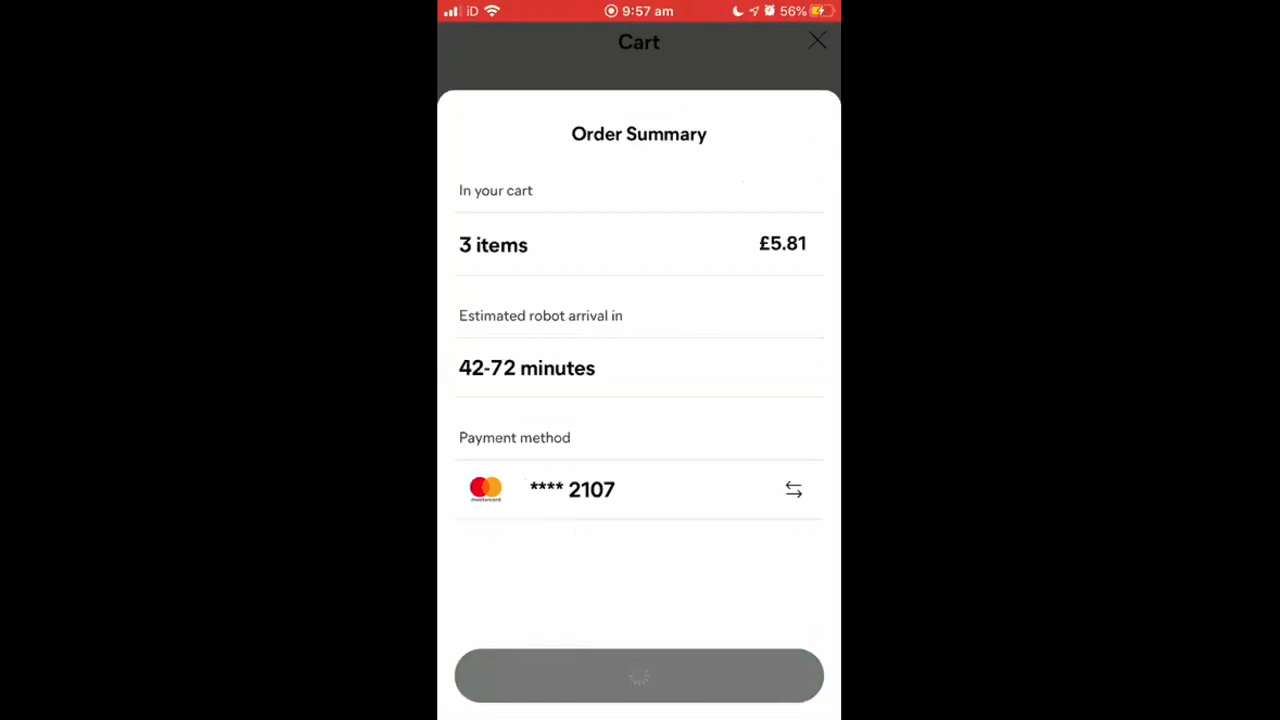 iD 9:57 am 56%
Cart
Order Summary
In your cart
3 items £5.81
Estimated robot arrival in
42-72 minutes
Payment method
mastercard **** 2107